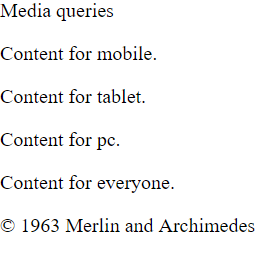 Media queries
Content for mobile.
Content for tablet.
Content for pc.
Content for everyone.
© 1963 Merlin and Archimedes